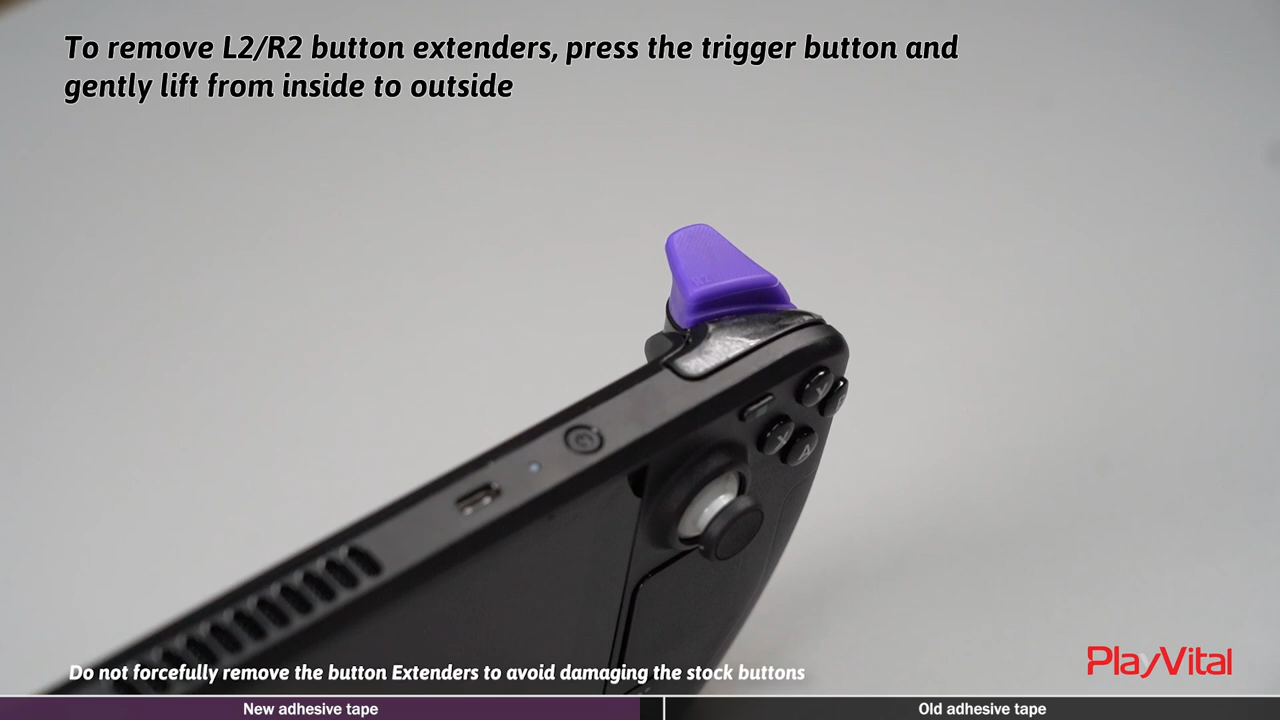 To remove L2/R2 button extenders, press the trigger button and
gently lift from inside to outside
Y
X
A
Do not forcefully remove the button Extenders to avoid damaging the stock buttons
PlayVital
New adhesive tape
Old adhesive tape